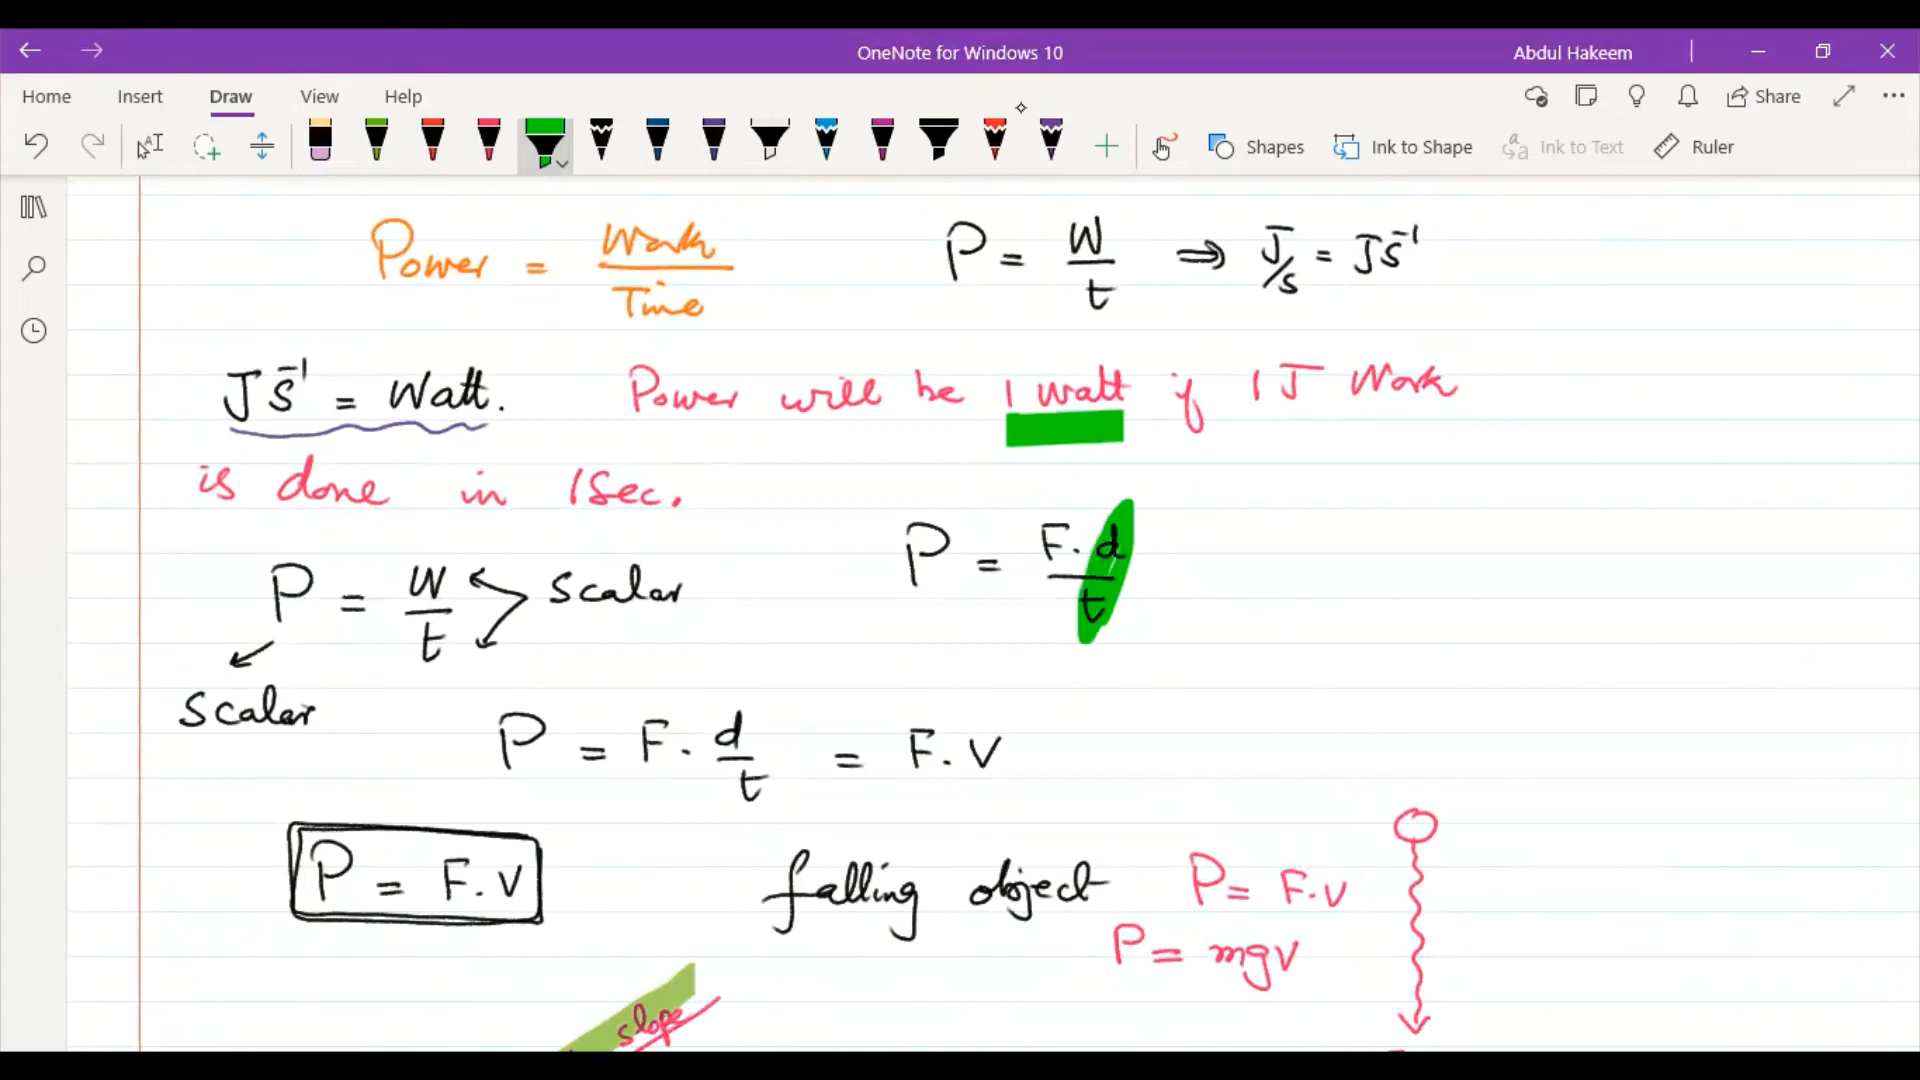 OneNote for Windows 10
Abdul Hakeem
Home Insert Draw View Help
Share
Shapes Ink to Shape Ink to Text Ruler
Power = Work / Time
P = W / t ⇒ J/s = Js⁻¹
Js⁻¹ = Watt. Power will be 1 watt if 1 J Work
is done in 1Sec.
P = F.d / t
P = W / t scalar
scalar
P = F. d / t = F.V
P = F.V
falling object P = F.V
P = mgv
slope